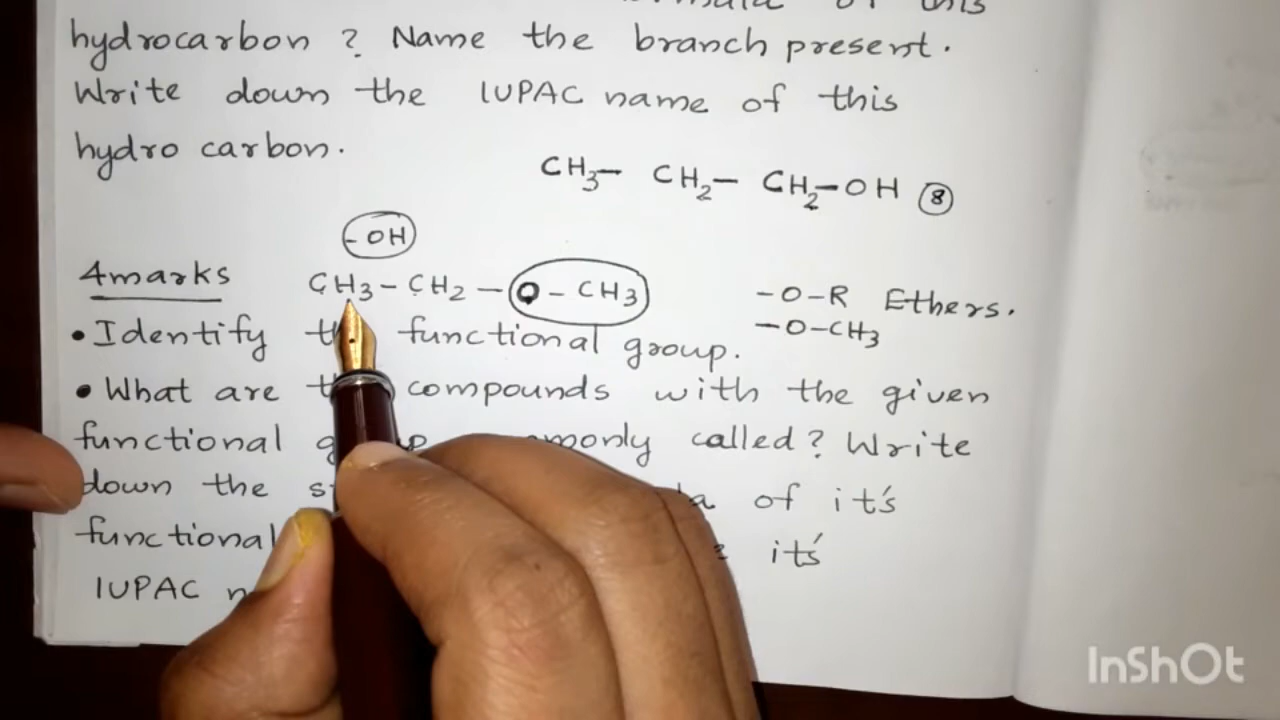 of this
hydrocarbon ? Name the branch present.
Write down the IUPAC name of this
hydro carbon.
CH3- CH2- CH2-OH 8
-OH
4marks CH3-CH2-O-CH3 -O-R Ethers.
-O-CH3
• Identify functional group.
• What are compounds with the given
functional called? Write
down the of it's
functional it's
IUPAC
InShOt